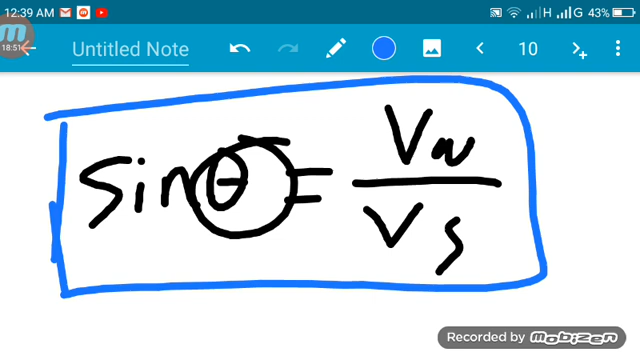 12:39 AM
H
G
43%
18:51
Untitled Note
10
sinθ = Vw
Vs
Recorded by mobizen